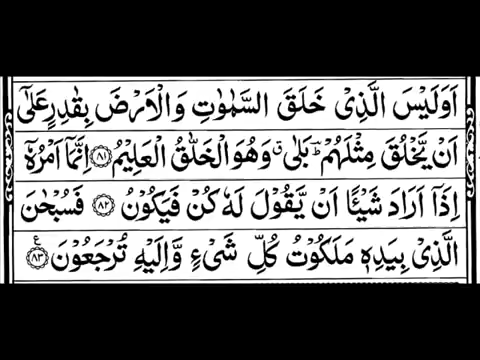 اَوَلَيْسَ الَّذِىْ خَلَقَ السَّمٰوٰتِ وَالْاَرْضَ بِقٰدِرٍ عَلٰٓى
اَنْ يَّخْلُقَ مِثْلَهُمْ ؕ بَلٰى ۗ وَهُوَ الْخَلّٰقُ الْعَلِيْمُ ﴿۸۱﴾ اِنَّمَاۤ اَمْرُهٗۤ
اِذَاۤ اَرَادَ شَيْـًٔا اَنْ يَّقُوْلَ لَهٗ كُنْ فَيَكُوْنُ ﴿۸۲﴾ فَسُبْحٰنَ
الَّذِىْ بِيَدِهٖ مَلَكُوْتُ كُلِّ شَىْءٍ وَّاِلَيْهِ تُرْجَعُوْنَ ﴿۸۳﴾ ع